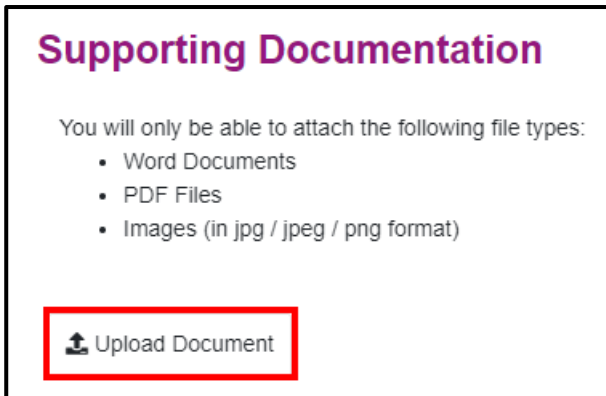 Supporting Documentation
You will only be able to attach the following file types:
• Word Documents
• PDF Files
• Images (in jpg / jpeg / png format)
Upload Document